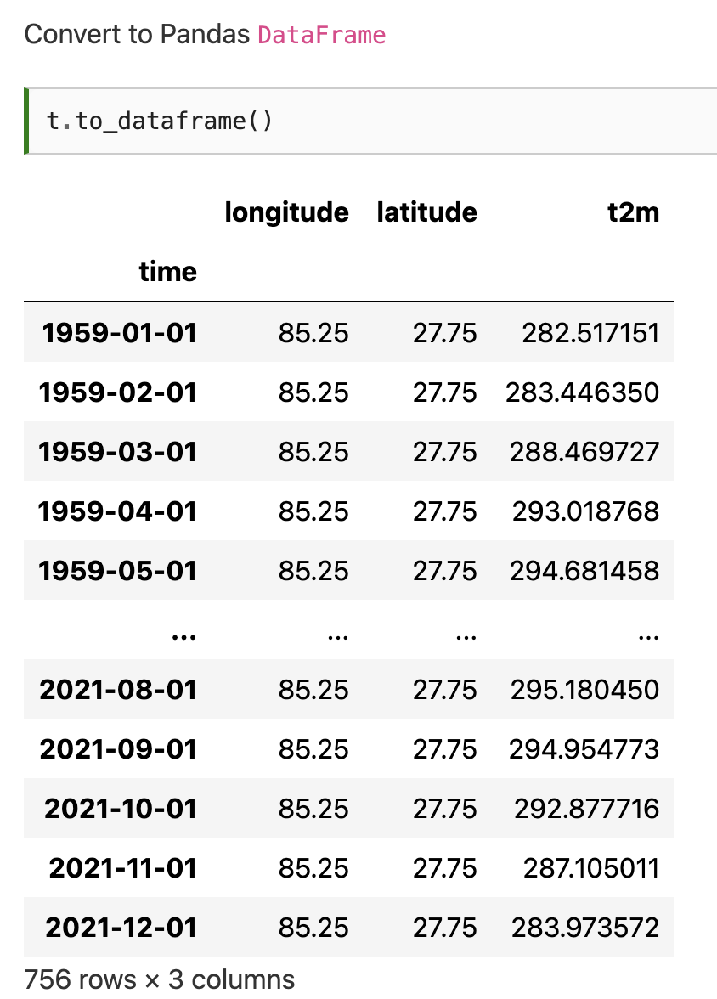 Convert to Pandas DataFrame
t.to_dataframe()
longitude latitude t2m
time
1959-01-01 85.25 27.75 282.517151
1959-02-01 85.25 27.75 283.446350
1959-03-01 85.25 27.75 288.469727
1959-04-01 85.25 27.75 293.018768
1959-05-01 85.25 27.75 294.681458
... ... ... ...
2021-08-01 85.25 27.75 295.180450
2021-09-01 85.25 27.75 294.954773
2021-10-01 85.25 27.75 292.877716
2021-11-01 85.25 27.75 287.105011
2021-12-01 85.25 27.75 283.973572
756 rows × 3 columns